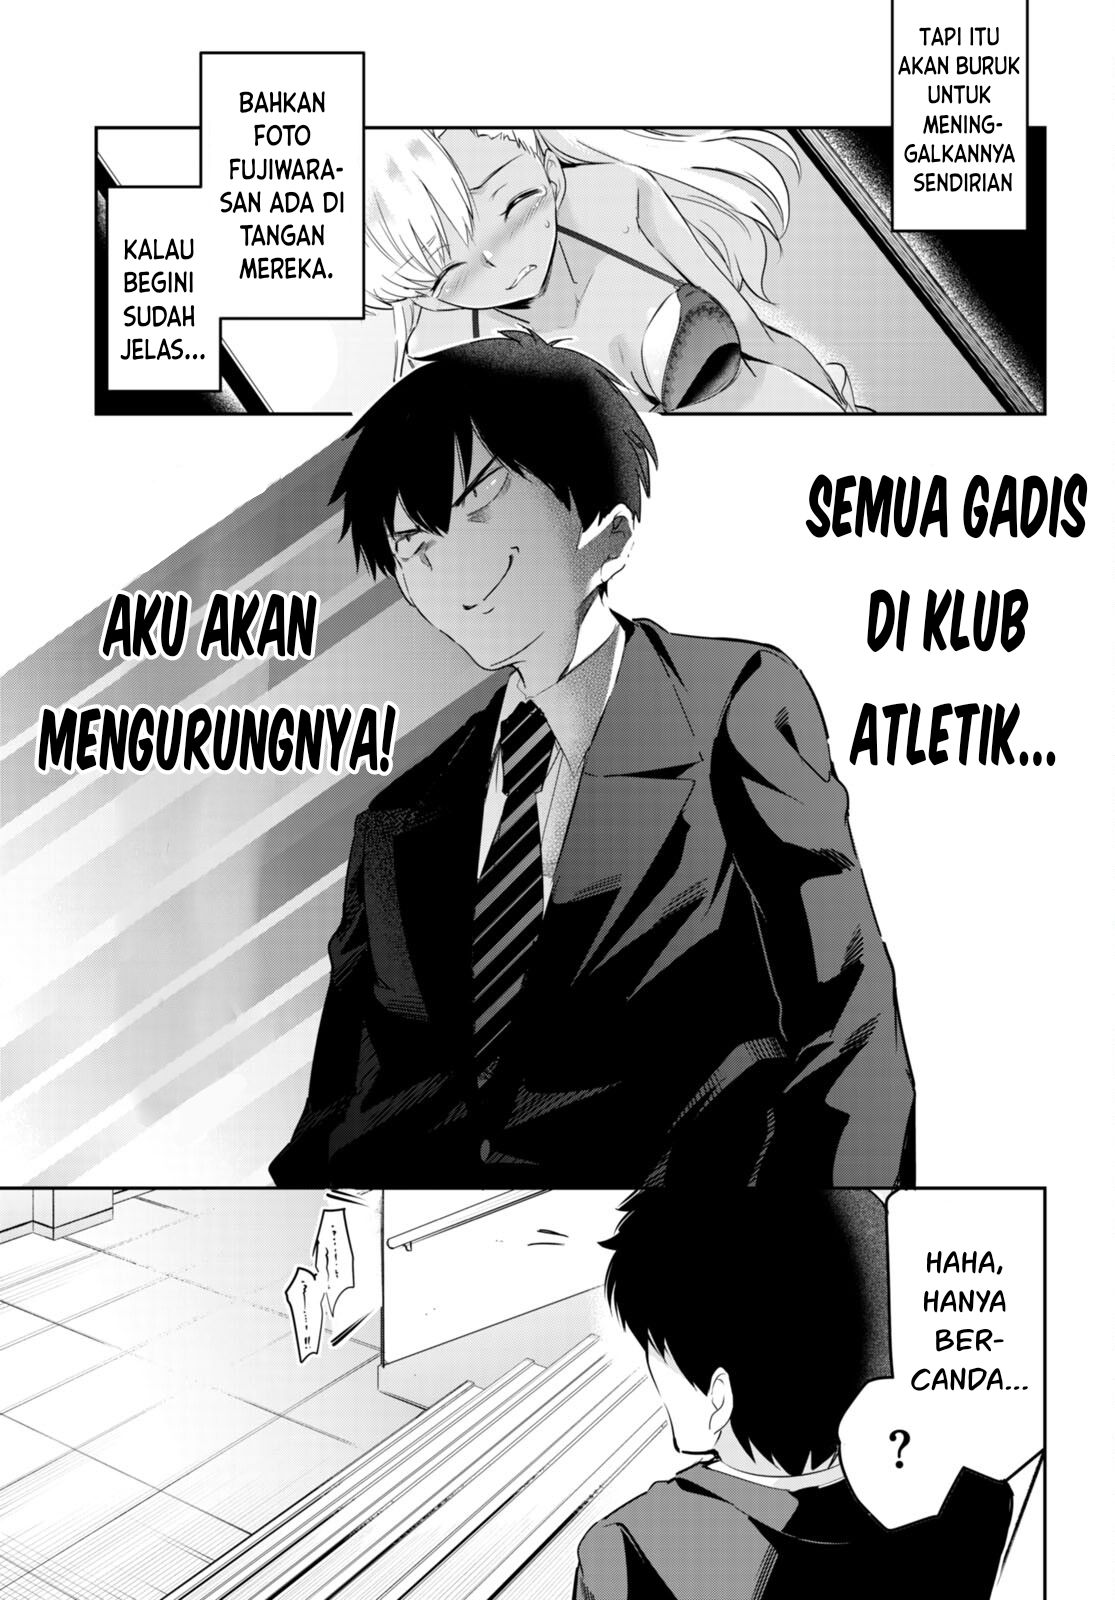 TAPI ITU
AKAN BURUK
UNTUK
MENING-
GALKANNYA
SENDIRIAN
BAHKAN
FOTO
FUJIWARA-
SAN ADA DI
TANGAN
MEREKA.
KALAU
BEGINI
SUDAH
JELAS...
SEMUA GADIS
DI KLUB
ATLETIK...
AKU AKAN
MENGURUNGNYA!
HAHA,
HANYA
BER-
CANDA...
?